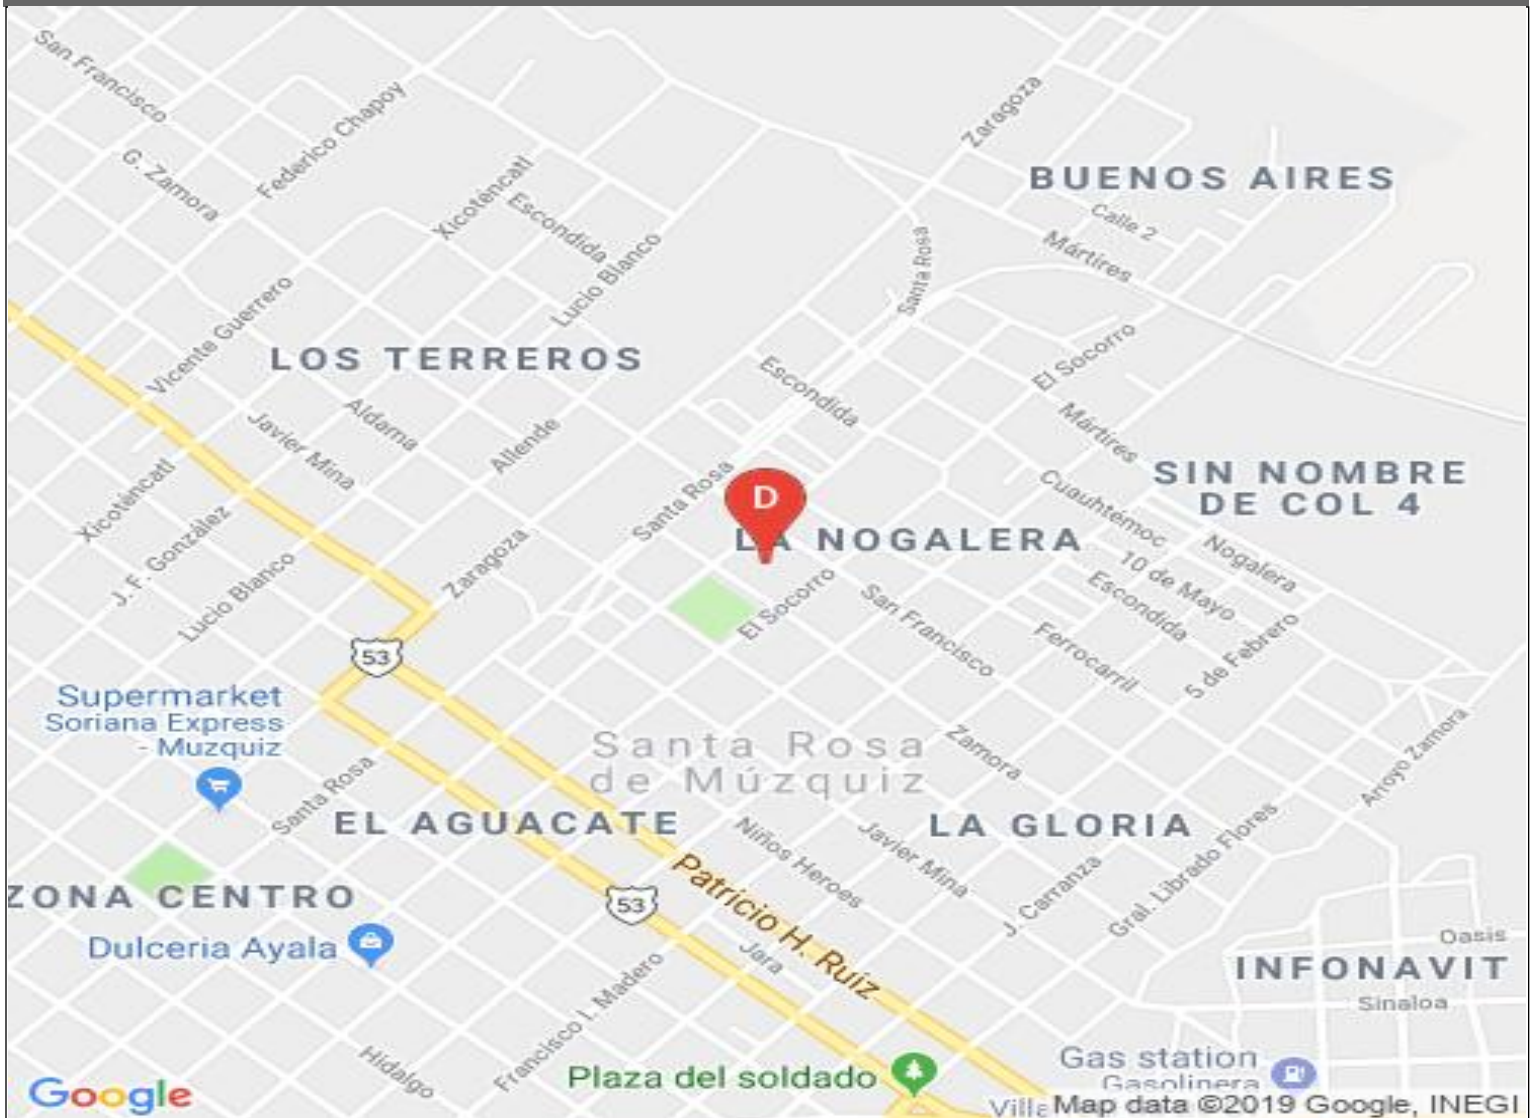 San Francisco
Federico Chapoy
G. Zamora
Xicoténcatl
Escondida
Lucio Blanco
Zaragoza
BUENOS AIRES
Calle 2
Mártires
Santa Rosa
Vicente Guerrero
LOS TERREROS
El Socorro
Escondida
Aldama
Javier Mina
Allende
Mártires
Xicoténcatl
Santa Rosa
D
Cuauhtémoc
SIN NOMBRE
DE COL 4
J. F. González
LA NOGALERA
Nogalera
Lucio Blanco
Zaragoza
10 de Mayo
Escondida
El Socorro
San Francisco
Ferrocarril
5 de Febrero
53
Supermarket
Soriana Express
- Muzquiz
Santa Rosa
de Múzquiz
Zamora
Arroyo Zamora
Santa Rosa
EL AGUACATE
Niños Heroes
Javier Mina
LA GLORIA
J. Carranza
Gral. Librado Flores
ZONA CENTRO
53
Patricio H. Ruíz
Dulceria Ayala
Jara
Oasis
INFONAVIT
Sinaloa
Francisco I. Madero
Hidalgo
Plaza del soldado
Gas station
Gasolinera
Google
Villa
Map data ©2019 Google, INEGI